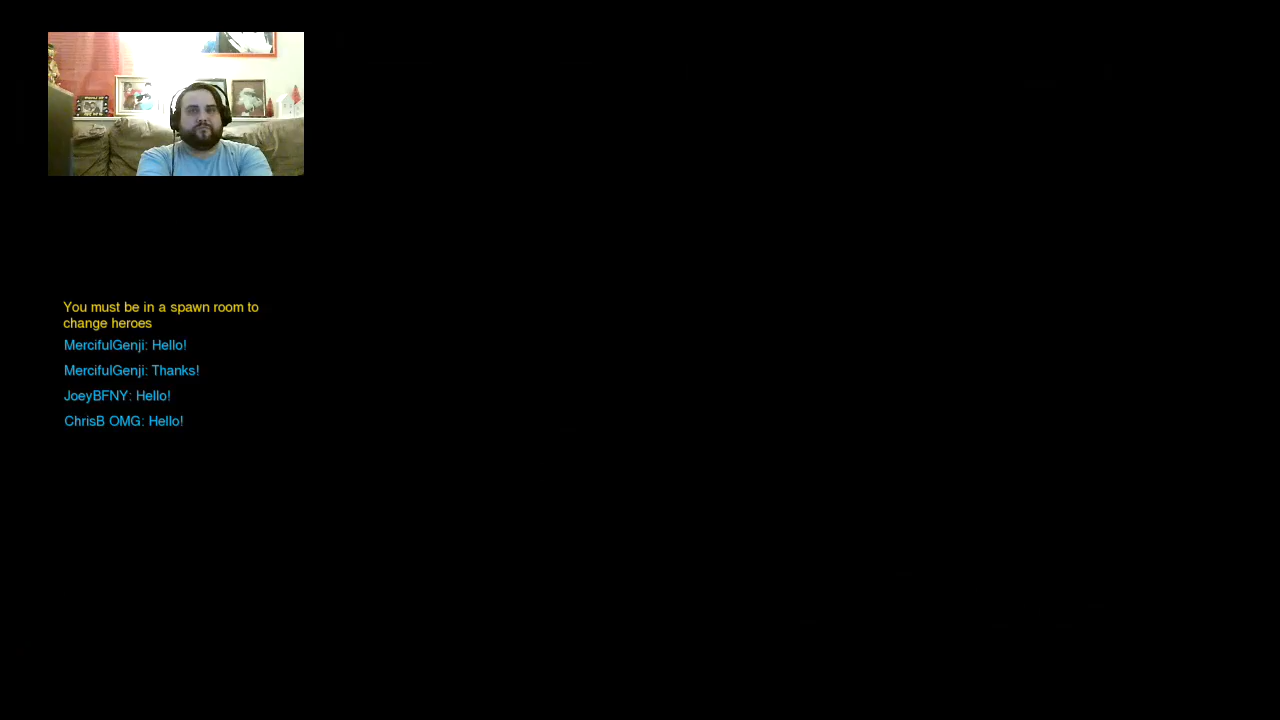 You must be in a spawn room to
change heroes
MercifulGenji: Hello!
MercifulGenji: Thanks!
JoeyBFNY: Hello!
ChrisB OMG: Hello!